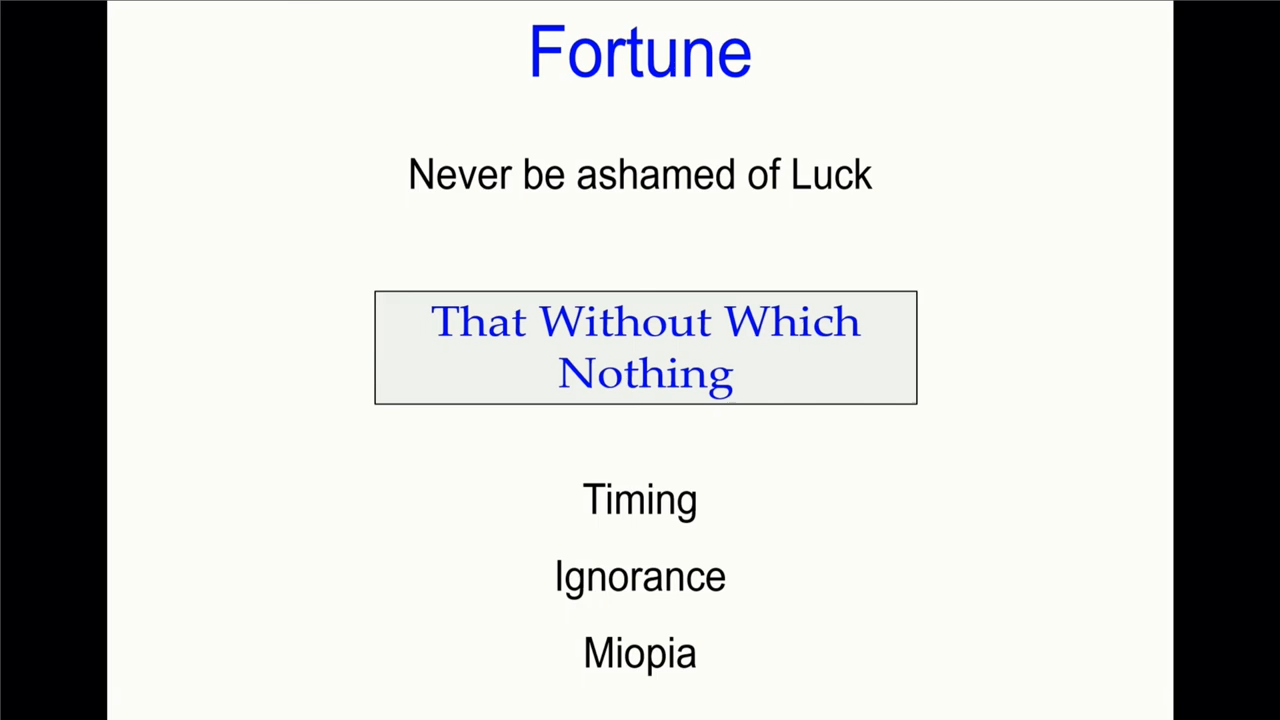 Fortune
Never be ashamed of Luck
That Without Which
Nothing
Timing
Ignorance
Miopia